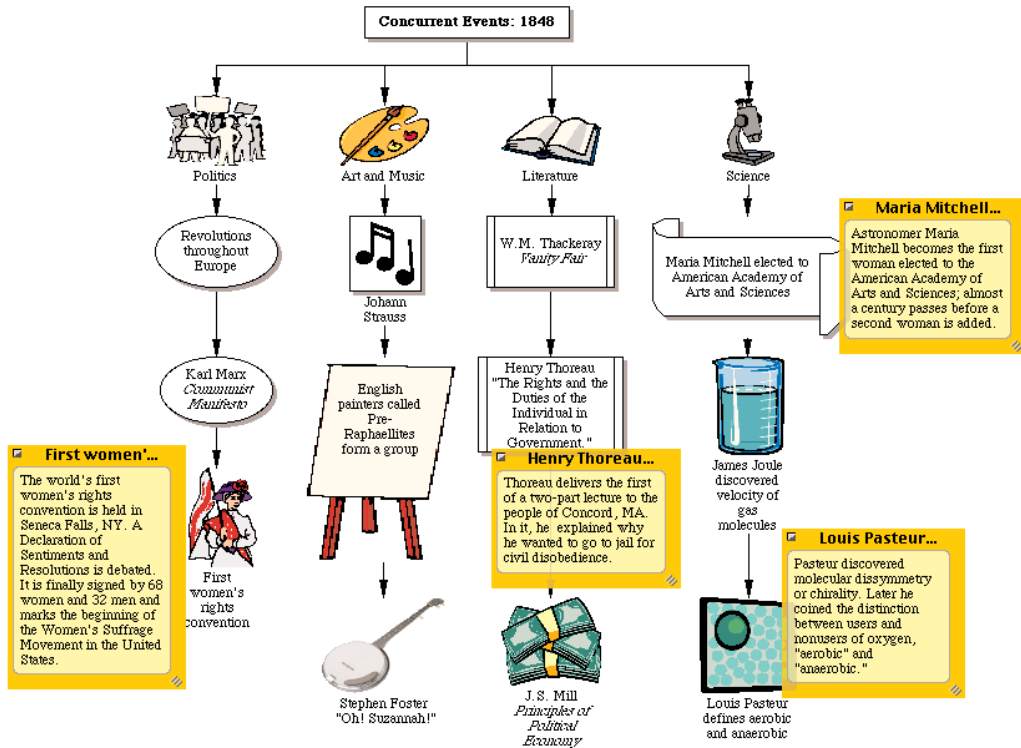 Concurrent Events: 1848
Politics
Revolutions
throughout
Europe
Karl Marx
Communist
Manifesto
First women'...
The world's first
women's rights
convention is held in
Seneca Falls, NY. A
Declaration of
Sentiments and
Resolutions is debated.
It is finally signed by 68
women and 32 men and
marks the beginning of
the Women's Suffrage
Movement in the United
States.
First
women's
rights
convention
Art and Music
Johann
Strauss
English
painters called
Pre-
Raphaellites
form a group
Stephen Foster
"Oh! Suzannah!"
Literature
W.M. Thackeray
Vanity Fair
Henry Thoreau
"The Rights and the
Duties of the
Individual in
Relation to
Government."
Henry Thoreau...
Thoreau delivers the first
of a two-part lecture to the
people of Concord, MA.
In it, he explained why
he wanted to go to jail for
civil disobedience.
J.S. Mill
Principles of
Political
Economy
Science
Maria Mitchell elected to
American Academy of
Arts and Sciences
Maria Mitchell...
Astronomer Maria
Mitchell becomes the first
woman elected to the
American Academy of
Arts and Sciences; almost
a century passes before a
second woman is added.
James Joule
discovered
velocity of
gas
molecules
Louis Pasteur...
Pasteur discovered
molecular dissymetry
or chirality. Later he
coined the distinction
between users and
nonusers of oxygen,
"aerobic" and
"anaerobic."
Louis Pasteur
defines aerobic
and anaerobic